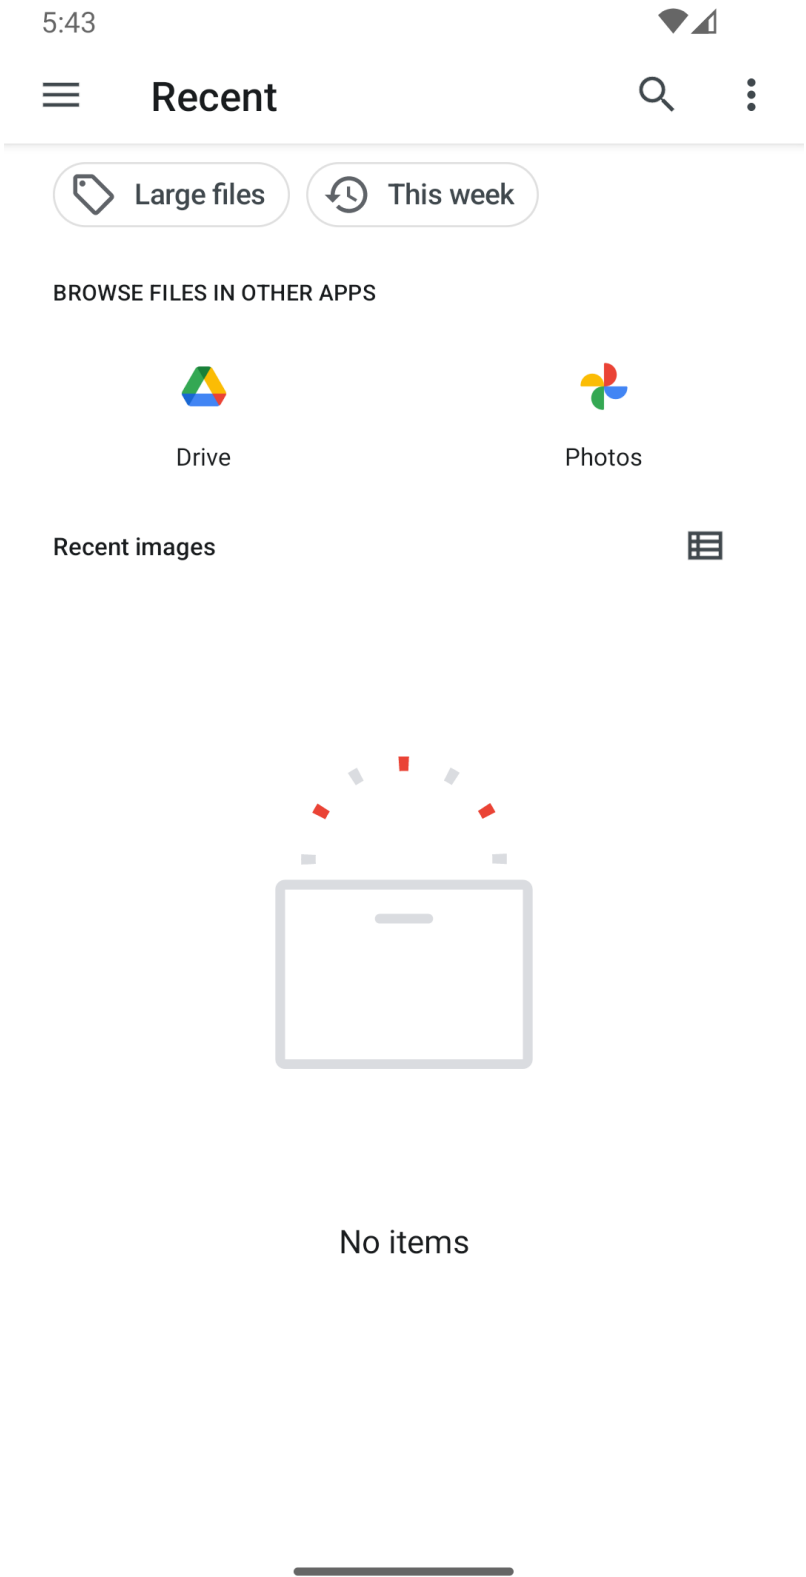 5:43
Recent
Large files
This week
BROWSE FILES IN OTHER APPS
Drive
Photos
Recent images
No items